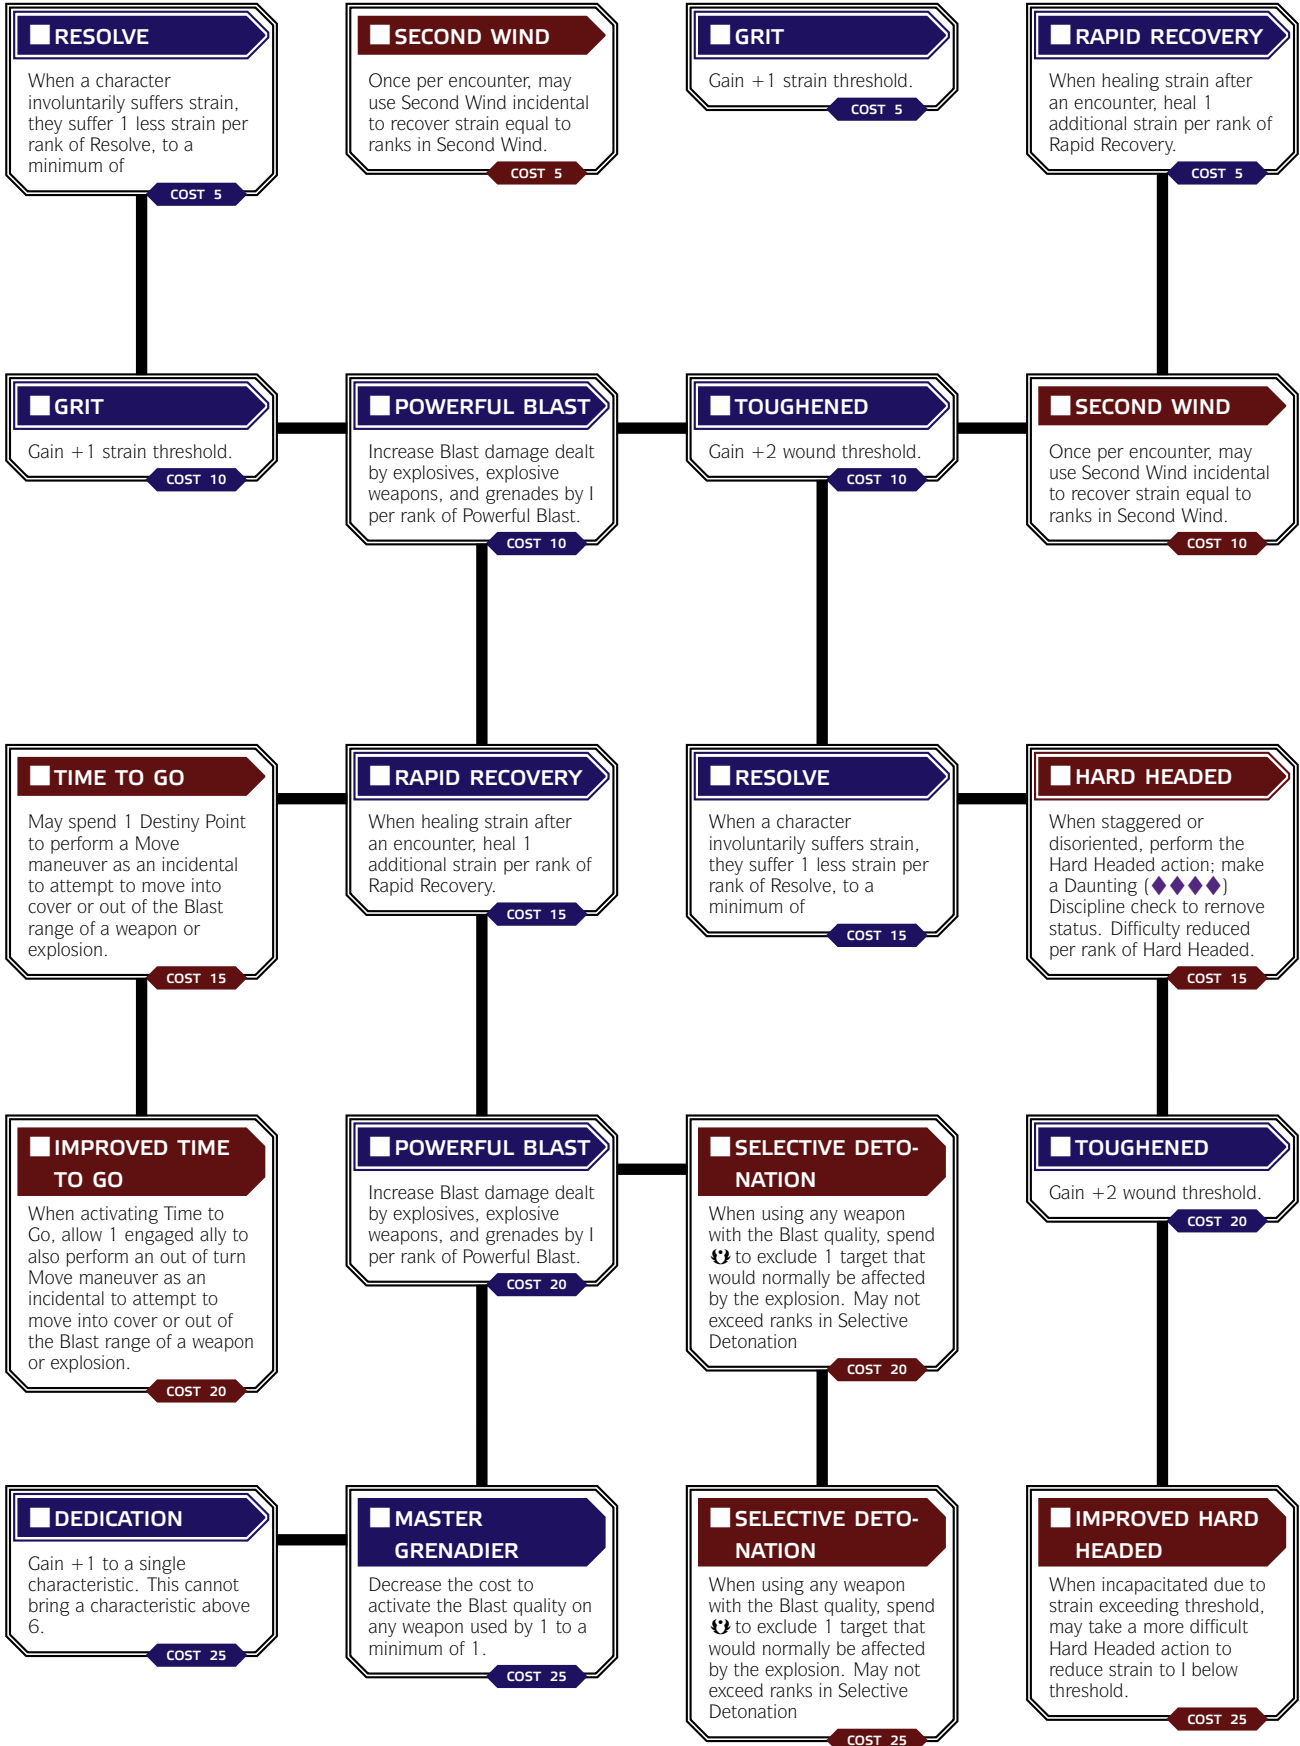 RESOLVE
When a character
involuntarily suffers strain,
they suffer 1 less strain per
rank of Resolve, to a
minimum of
COST 5
SECOND WIND
Once per encounter, may
use Second Wind incidental
to recover strain equal to
ranks in Second Wind.
COST 5
GRIT
Gain +1 strain threshold.
COST 5
RAPID RECOVERY
When healing strain after
an encounter, heal 1
additional strain per rank of
Rapid Recovery.
COST 5
GRIT
Gain +1 strain threshold.
COST 10
POWERFUL BLAST
Increase Blast damage dealt
by explosives, explosive
weapons, and grenades by I
per rank of Powerful Blast.
COST 10
TOUGHENED
Gain +2 wound threshold.
COST 10
SECOND WIND
Once per encounter, may
use Second Wind incidental
to recover strain equal to
ranks in Second Wind.
COST 10
TIME TO GO
May spend 1 Destiny Point
to perform a Move
maneuver as an incidental
to attempt to move into
cover or out of the Blast
range of a weapon or
explosion.
COST 15
RAPID RECOVERY
When healing strain after
an encounter, heal 1
additional strain per rank of
Rapid Recovery.
COST 15
RESOLVE
When a character
involuntarily suffers strain,
they suffer 1 less strain per
rank of Resolve, to a
minimum of
COST 15
HARD HEADED
When staggered or
disoriented, perform the
Hard Headed action; make
a Daunting (♦♦♦♦)
Discipline check to rernove
status. Difficulty reduced
per rank of Hard Headed.
COST 15
IMPROVED TIME
TO GO
When activating Time to
Go, allow 1 engaged ally to
also perform an out of turn
Move maneuver as an
incidental to attempt to
move into cover or out of
the Blast range of a weapon
or explosion.
COST 20
POWERFUL BLAST
Increase Blast damage dealt
by explosives, explosive
weapons, and grenades by I
per rank of Powerful Blast.
COST 20
SELECTIVE DETO-
NATION
When using any weapon
with the Blast quality, spend
to exclude 1 target that
would normally be affected
by the explosion. May not
exceed ranks in Selective
Detonation
COST 20
TOUGHENED
Gain +2 wound threshold.
COST 20
DEDICATION
Gain +1 to a single
characteristic. This cannot
bring a characteristic above
6.
COST 25
MASTER
GRENADIER
Decrease the cost to
activate the Blast quality on
any weapon used by 1 to a
minimum of 1.
COST 25
SELECTIVE DETO-
NATION
When using any weapon
with the Blast quality, spend
to exclude 1 target that
would normally be affected
by the explosion. May not
exceed ranks in Selective
Detonation
COST 25
IMPROVED HARD
HEADED
When incapacitated due to
strain exceeding threshold,
may take a more difficult
Hard Headed action to
reduce strain to I below
threshold.
COST 25